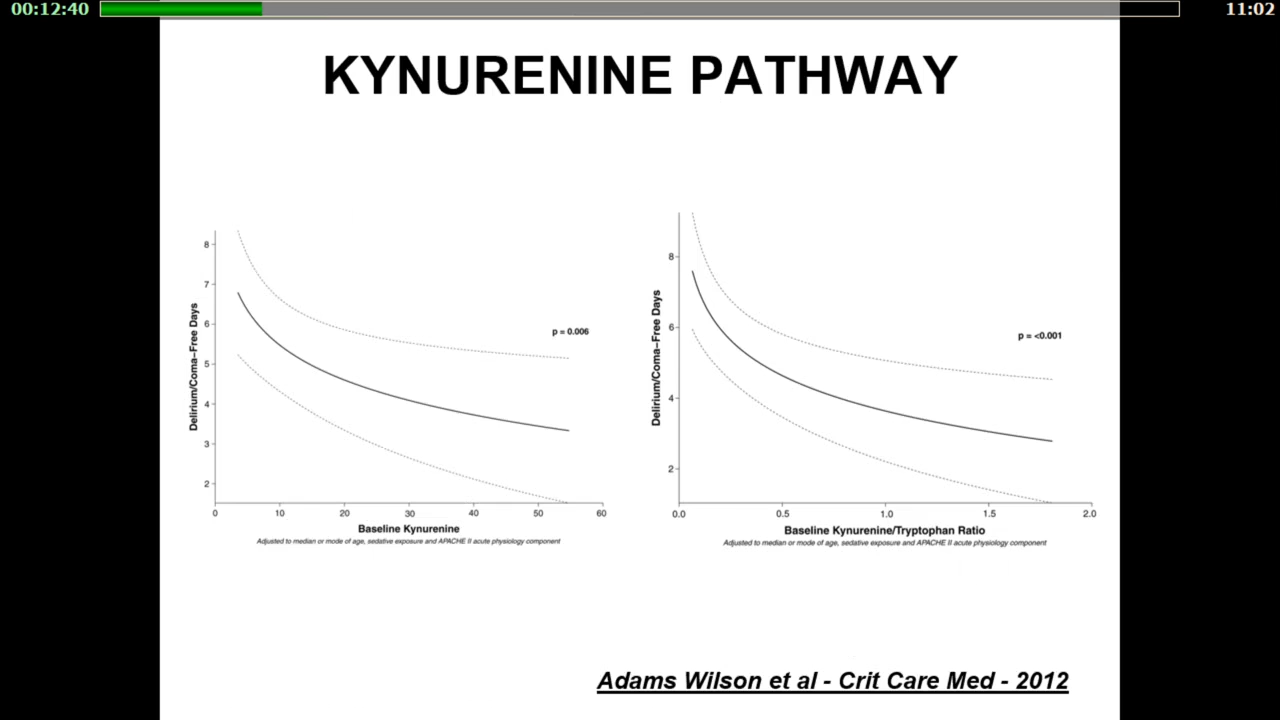 00:12:40
11:02
KYNURENINE PATHWAY
8
7
6
5
4
3
2
Delirium/Coma–Free Days
p = 0.006
0 10 20 30 40 50 60
Baseline Kynurenine
Adjusted to median or mode of age, sedative exposure and APACHE II acute physiology component
8
6
4
2
Delirium/Coma–Free Days
p = <0.001
0.0 0.5 1.0 1.5 2.0
Baseline Kynurenine/Tryptophan Ratio
Adjusted to median or mode of age, sedative exposure and APACHE II acute physiology component
Adams Wilson et al - Crit Care Med - 2012